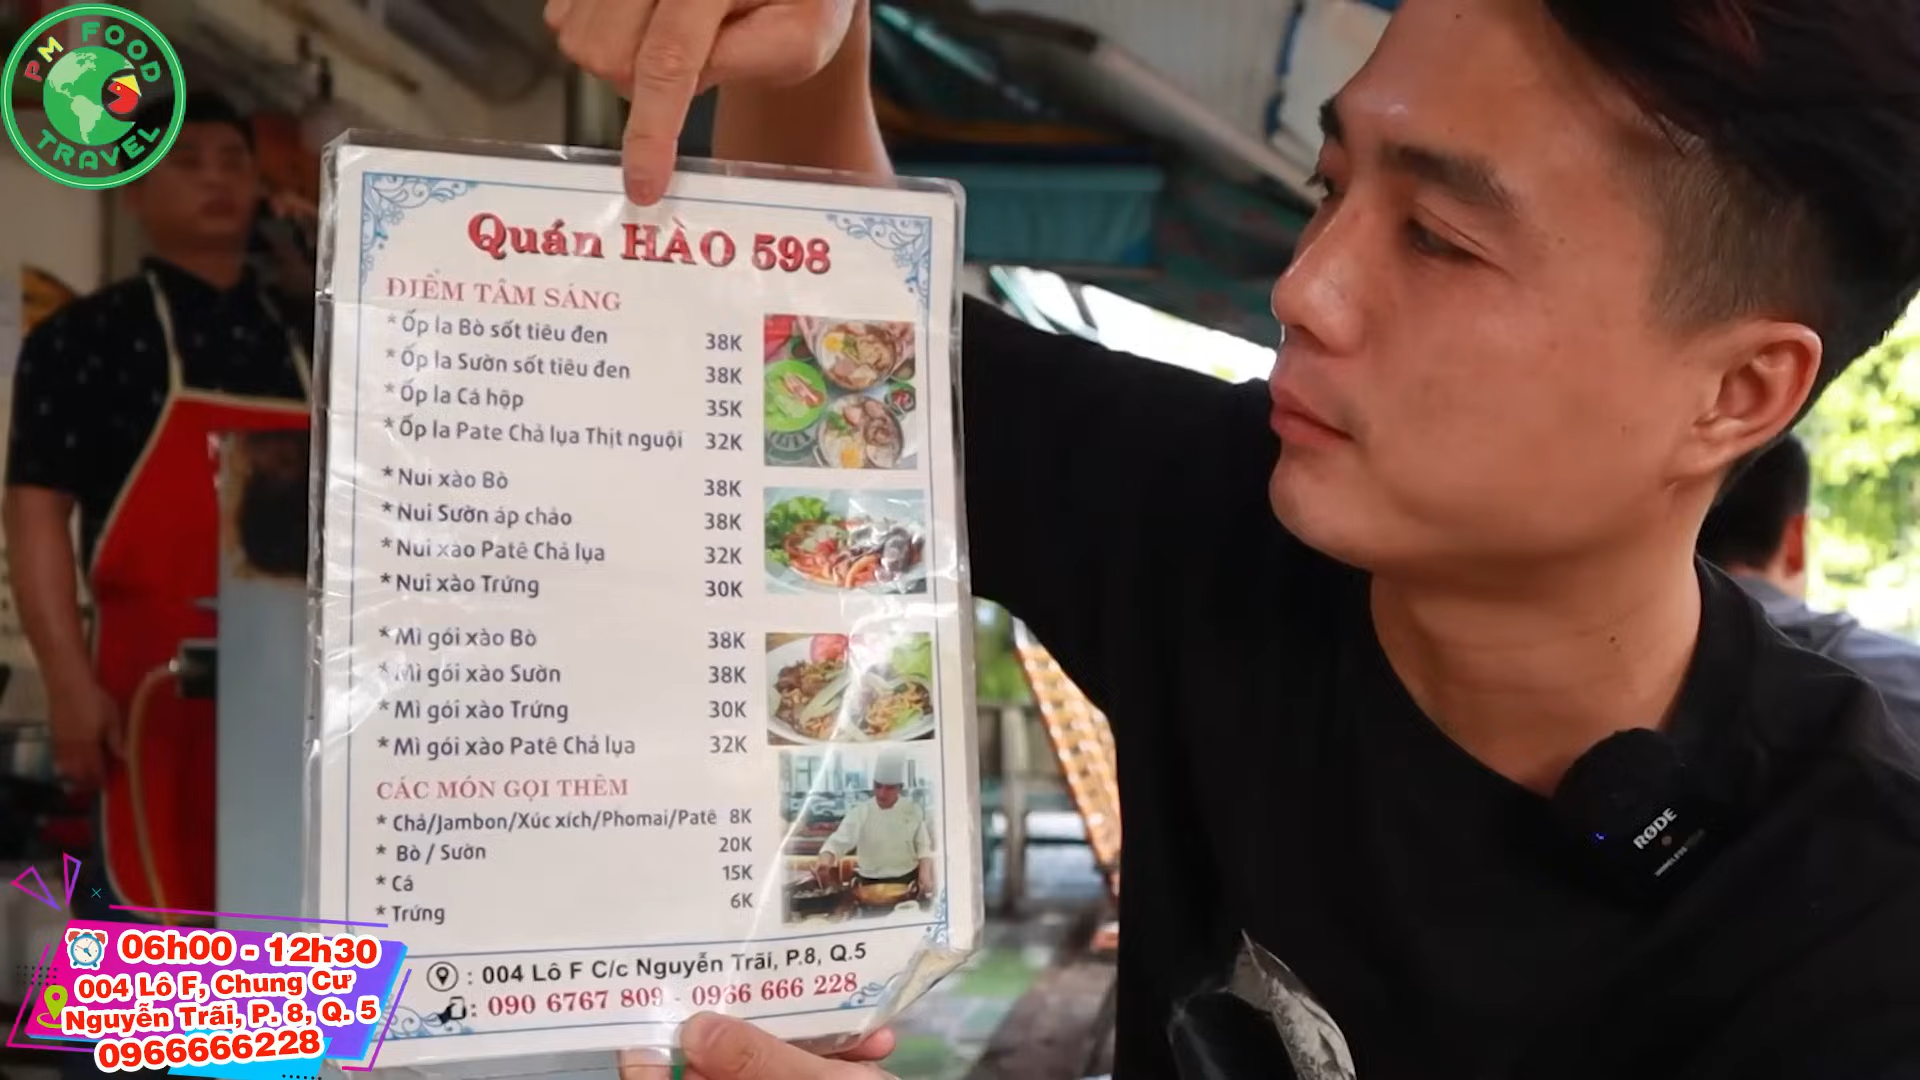 PM FOOD TRAVEL
Quán HÀO 598
ĐIỂM TÂM SÁNG
* Ốp la Bò sốt tiêu đen 38K
* Ốp la Sườn sốt tiêu đen 38K
* Ốp la Cá hộp 35K
* Ốp la Pate Chả lụa Thịt nguội 32K
* Nui xào Bò 38K
* Nui Sườn áp chảo 38K
* Nui xào Patê Chả lụa 32K
* Nui xào Trứng 30K
* Mì gói xào Bò 38K
* Mì gói xào Sườn 38K
* Mì gói xào Trứng 30K
* Mì gói xào Patê Chả lụa 32K
CÁC MÓN GỌI THÊM
* Chả/Jambon/Xúc xích/Phomai/Patê 8K
* Bò / Sườn 20K
* Cá 15K
* Trứng 6K
: 004 Lô F C/c Nguyễn Trãi, P.8, Q.5
: 090 6767 809 - 0966 666 228
RØDE
06h00 - 12h30
004 Lô F, Chung Cư
Nguyễn Trãi, P. 8, Q. 5
0966666228